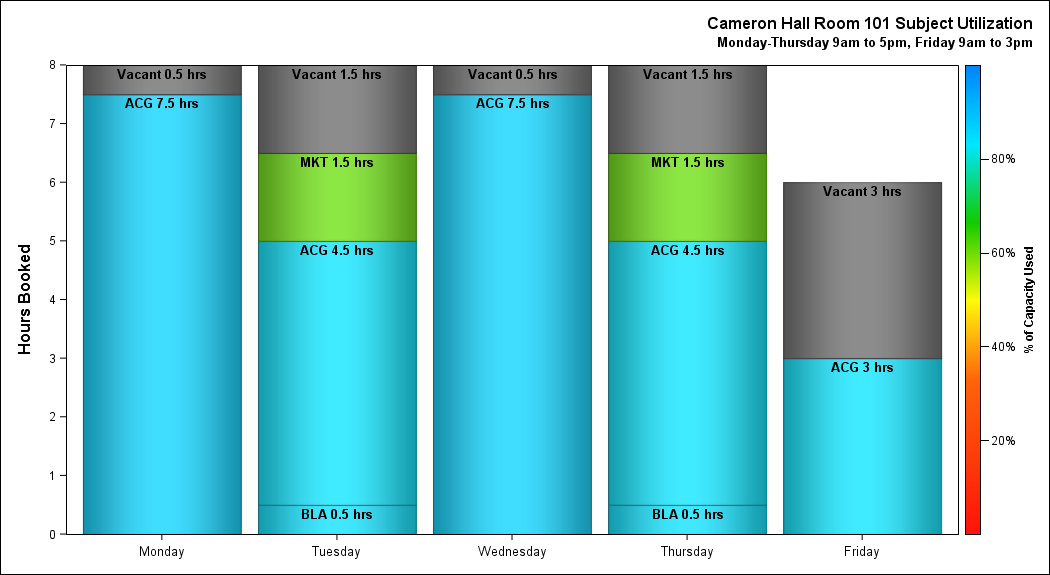 Cameron Hall Room 101 Subject Utilization
Monday-Thursday 9am to 5pm, Friday 9am to 3pm
Hours Booked
8
7
6
5
4
3
2
1
0
Vacant 0.5 hrs
ACG 7.5 hrs
Monday
Vacant 1.5 hrs
MKT 1.5 hrs
ACG 4.5 hrs
BLA 0.5 hrs
Tuesday
Vacant 0.5 hrs
ACG 7.5 hrs
Wednesday
Vacant 1.5 hrs
MKT 1.5 hrs
ACG 4.5 hrs
BLA 0.5 hrs
Thursday
Vacant 3 hrs
ACG 3 hrs
Friday
80%
60%
40%
20%
% of Capacity Used